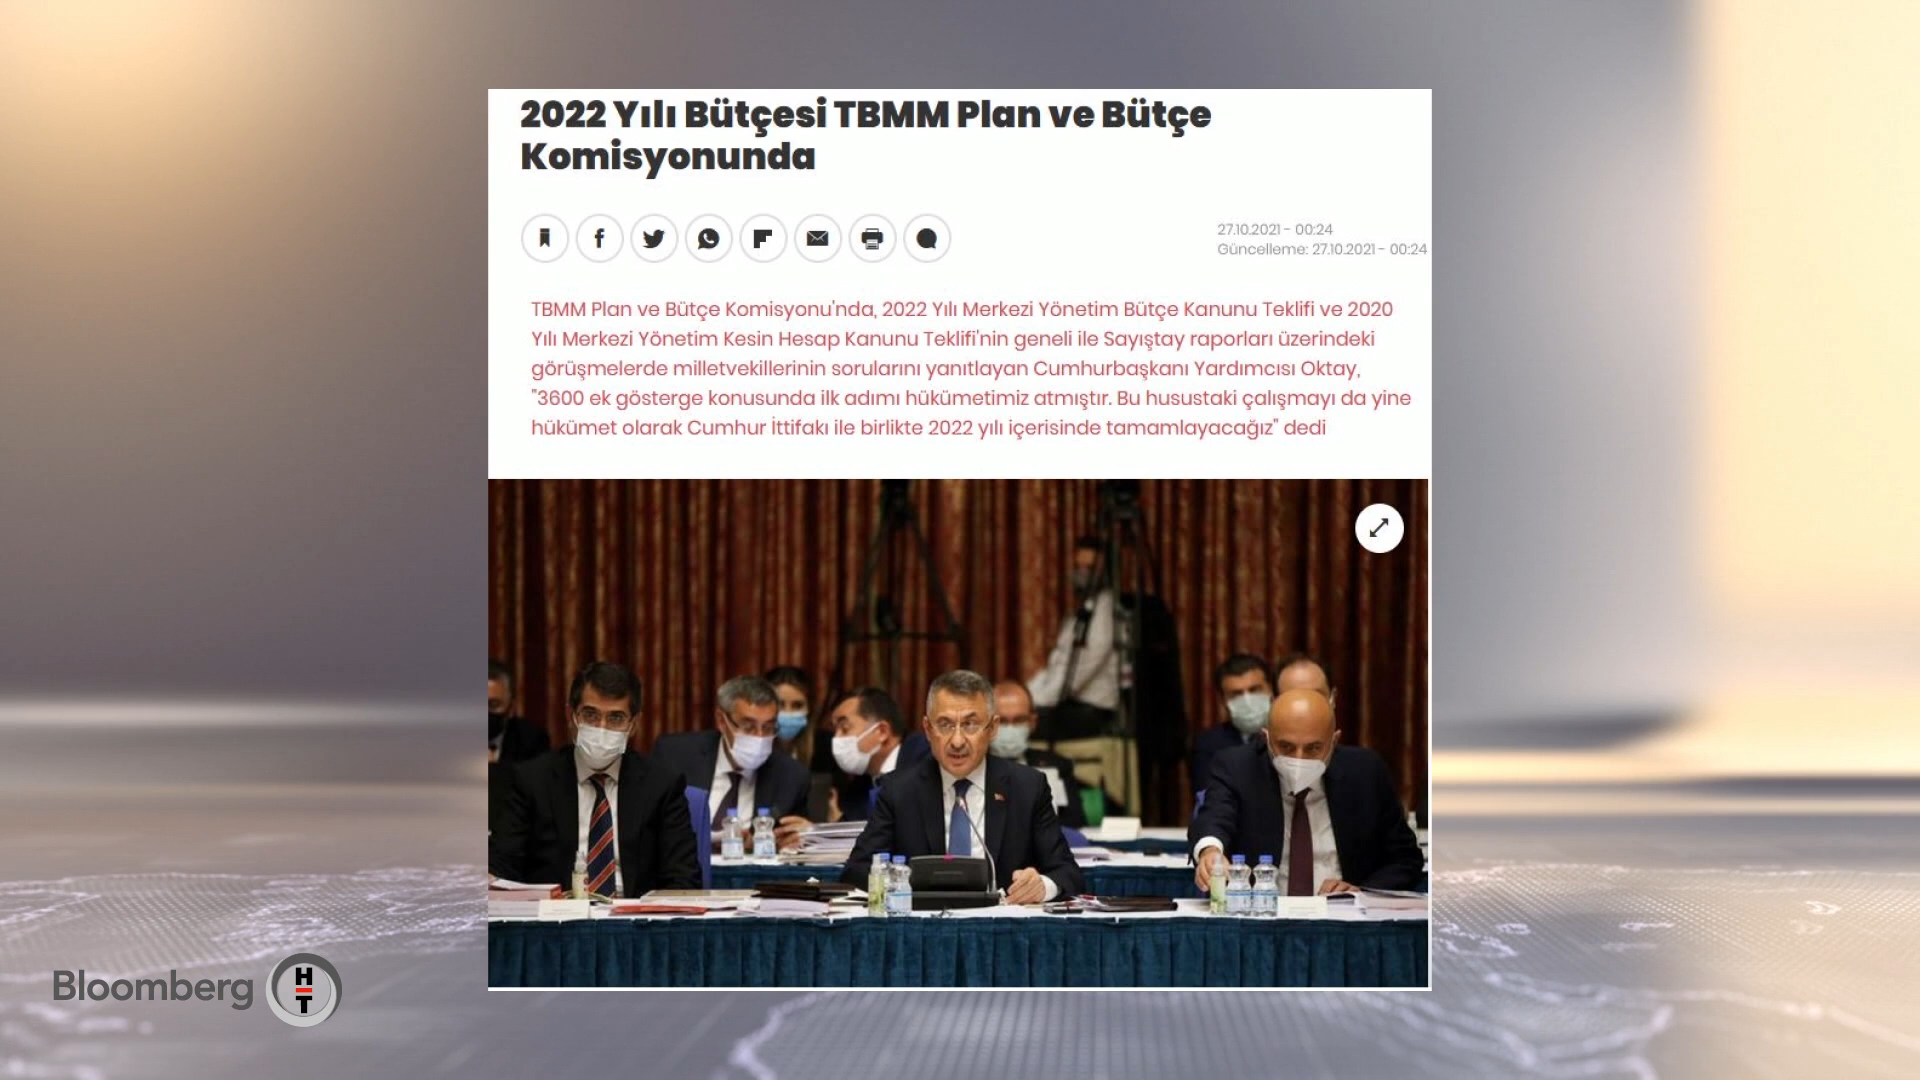 2022 Yılı Bütçesi TBMM Plan ve Bütçe
Komisyonunda
27.10.2021 - 00:24
Güncelleme: 27.10.2021 - 00:24
TBMM Plan ve Bütçe Komisyonu'nda, 2022 Yılı Merkezi Yönetim Bütçe Kanunu Teklifi ve 2020
Yılı Merkezi Yönetim Kesin Hesap Kanunu Teklifi'nin geneli ile Sayıştay raporları üzerindeki
görüşmelerde milletvekillerinin sorularını yanıtlayan Cumhurbaşkanı Yardımcısı Oktay,
"3600 ek gösterge konusunda ilk adımı hükümetimiz atmıştır. Bu husustaki çalışmayı da yine
hükümet olarak Cumhur İttifakı ile birlikte 2022 yılı içerisinde tamamlayacağız" dedi
Bloomberg HT